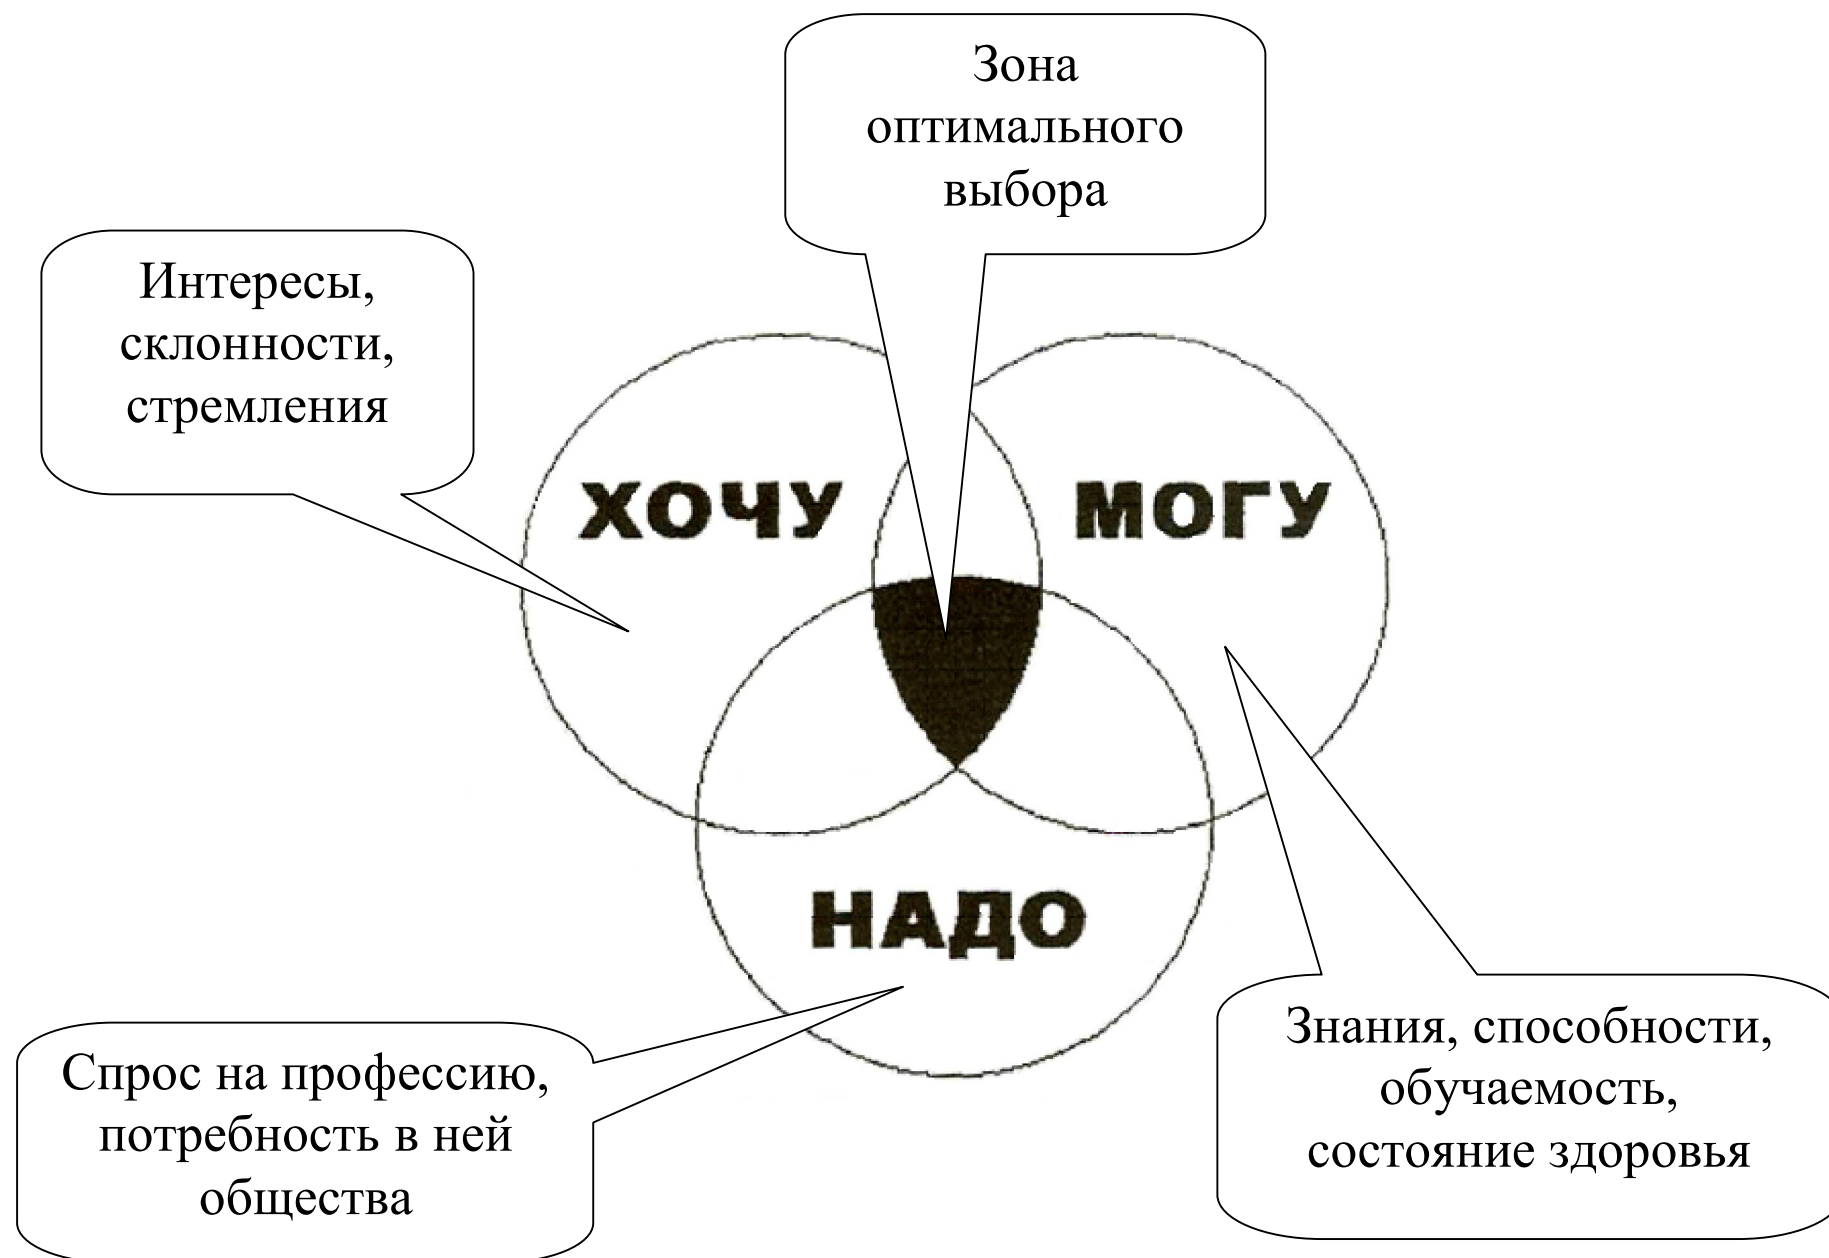 Зона
оптимального
выбора
Интересы,
склонности,
стремления
ХОЧУ
МОГУ
НАДО
Спрос на профессию,
потребность в ней
общества
Знания, способности,
обучаемость,
состояние здоровья